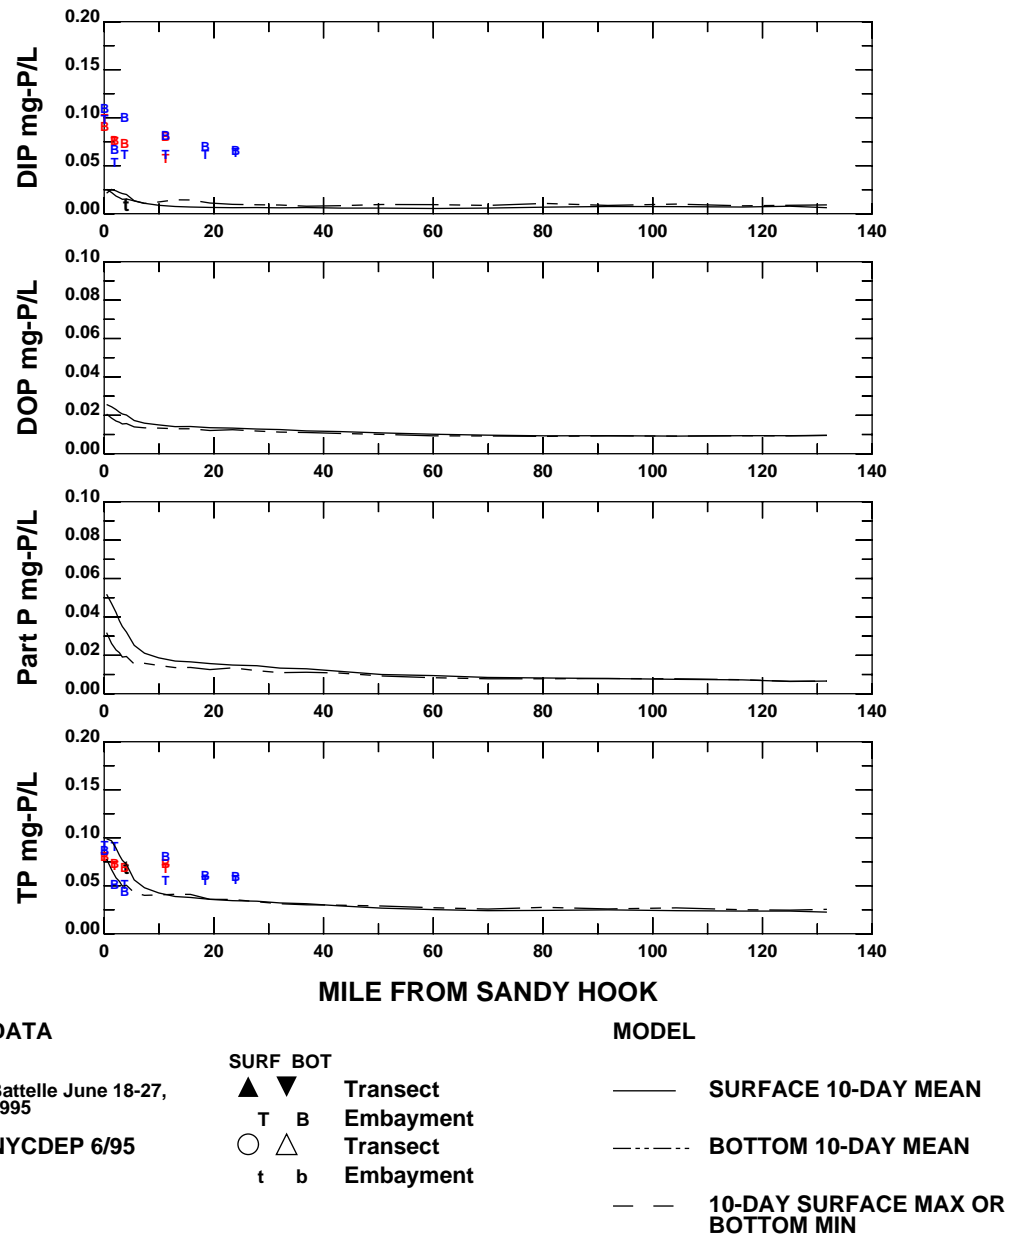 0.20
0.15
0.10
0.05
0.00
DIP mg-P/L
B
T
B
B
B
T
B
B
T
B
B
T
T
B
T
B
T
t
0 20 40 60 80 100 120 140
0.10
0.08
0.06
0.04
0.02
0.00
DOP mg-P/L
0 20 40 60 80 100 120 140
0.10
0.08
0.06
0.04
0.02
0.00
Part P mg-P/L
0 20 40 60 80 100 120 140
0.20
0.15
0.10
0.05
0.00
TP mg-P/L
T
B
T
B
T
B
t
B
T
T
B
T
B
T
0 20 40 60 80 100 120 140
MILE FROM SANDY HOOK
DATA
MODEL
SURF BOT
Battelle June 18-27,
1995
Transect
T B Embayment
NYCDEP 6/95
Transect
t b Embayment
SURFACE 10-DAY MEAN
BOTTOM 10-DAY MEAN
10-DAY SURFACE MAX OR
BOTTOM MIN